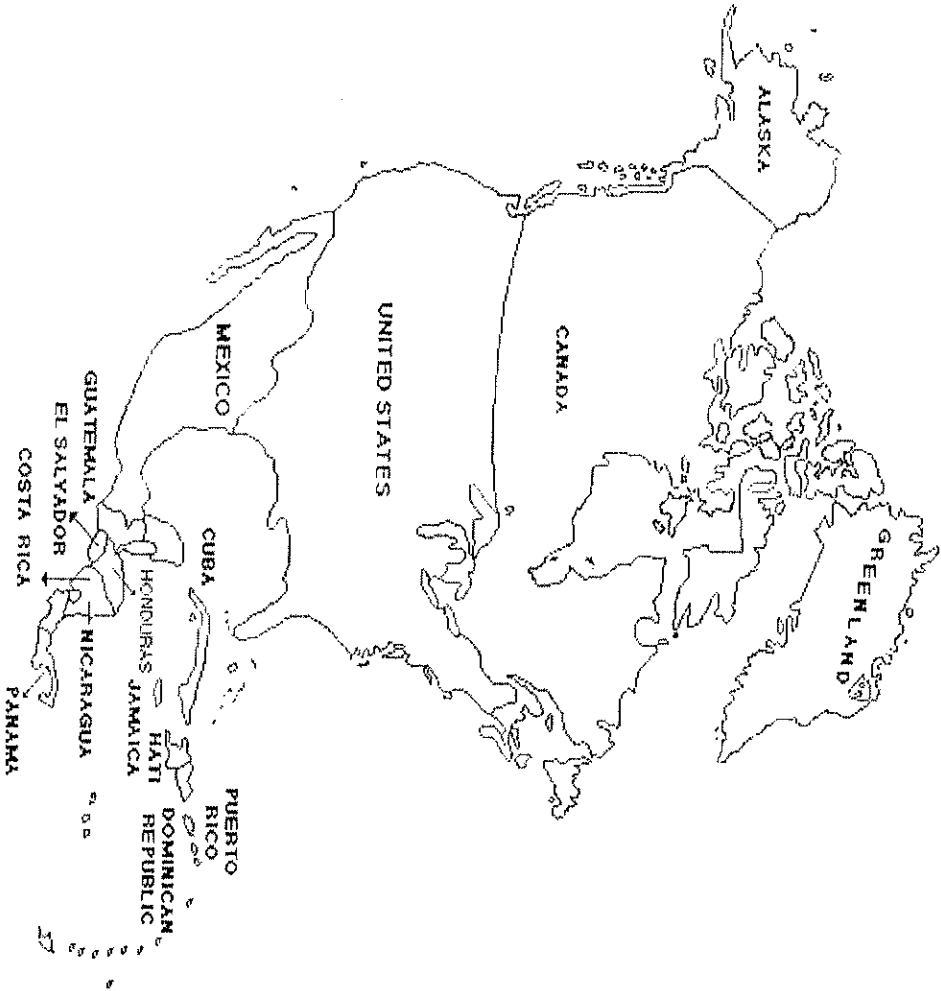 ALASKA
GREENLAND
CANADA
UNITED STATES
MEXICO
CUBA
PUERTO
RICO
DOMINICAN
REPUBLIC
HATI
JAMAICA
HONDURAS
GUATEMALA
EL SALVADOR
NICARAGUA
COSTA RICA
PANAMA